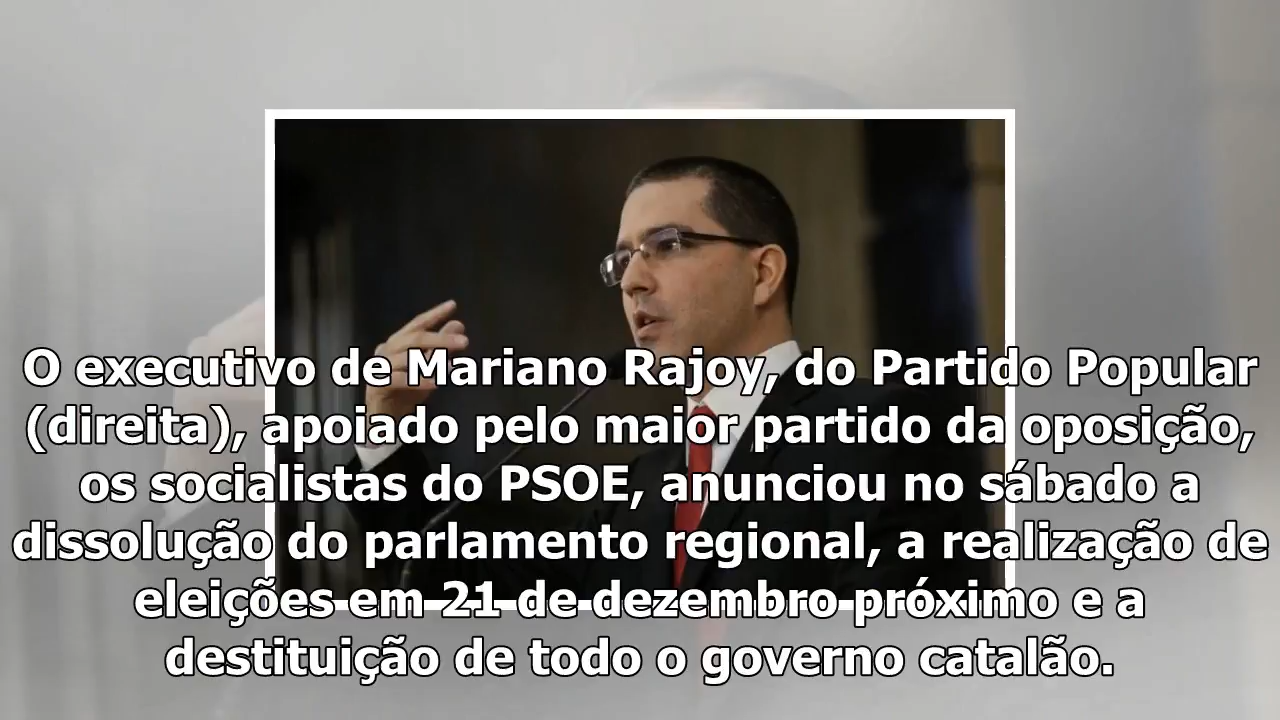 O executivo de Mariano Rajoy, do Partido Popular
(direita), apoiado pelo maior partido da oposição,
os socialistas do PSOE, anunciou no sábado a
dissolução do parlamento regional, a realização de
eleições em 21 de dezembro próximo e a
destituição de todo o governo catalão.